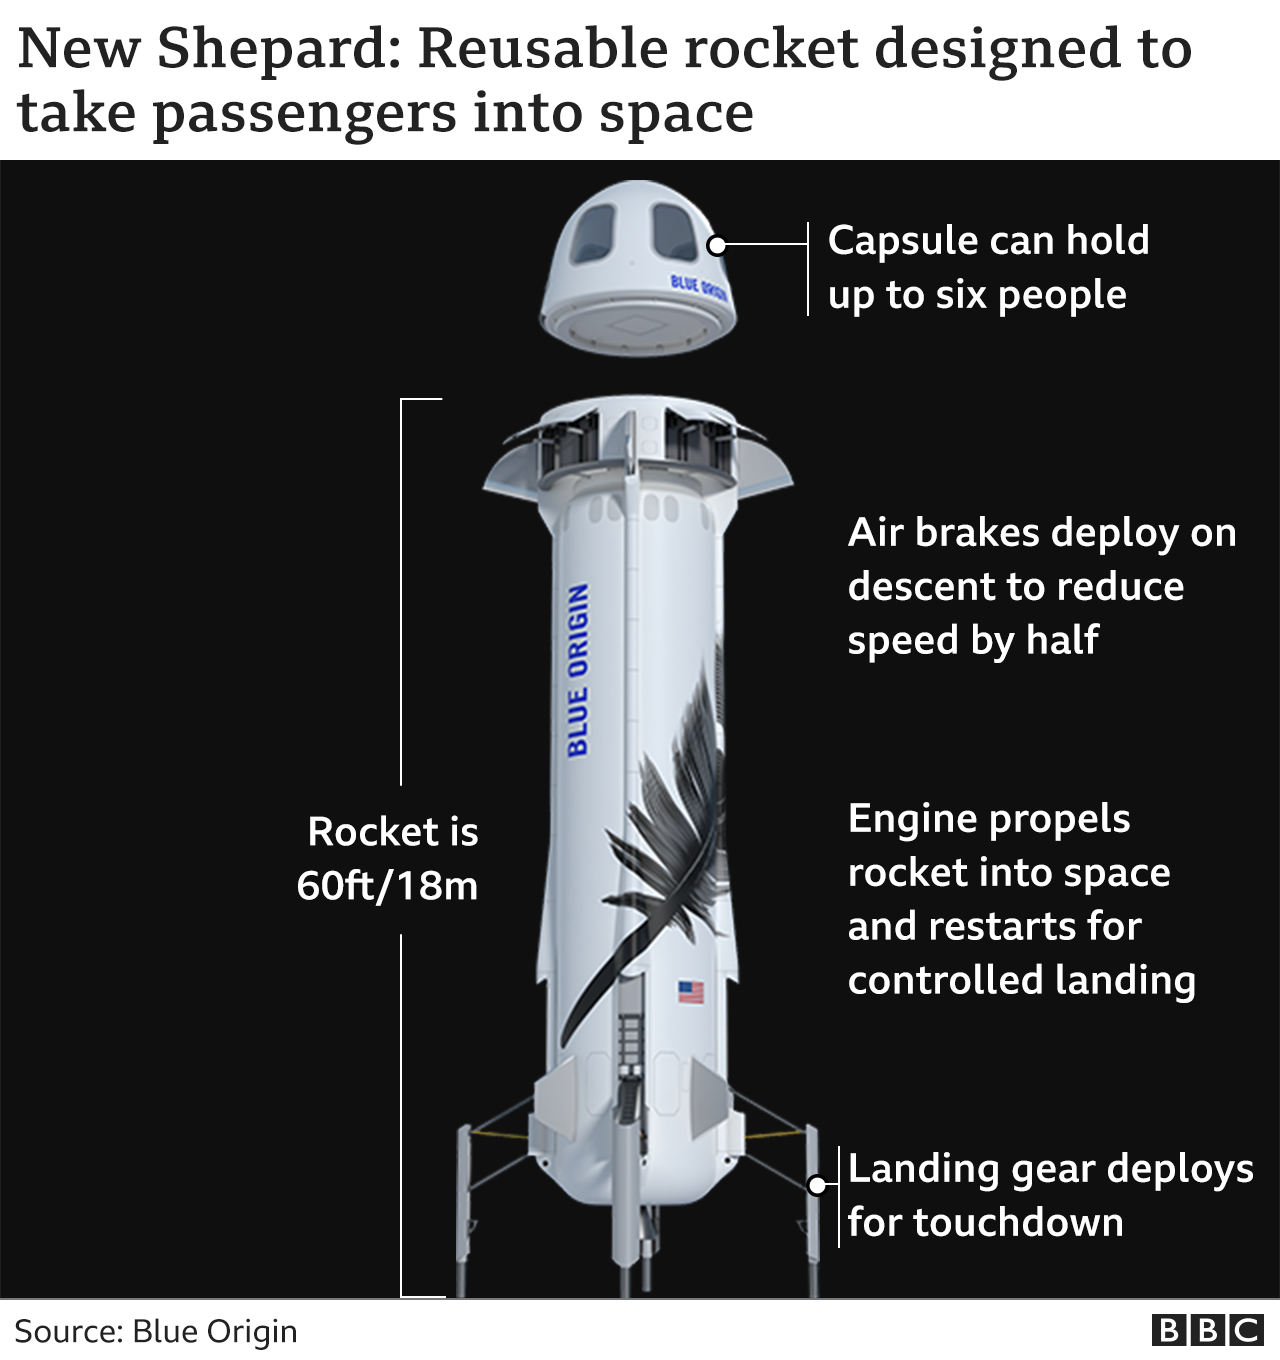 New Shepard: Reusable rocket designed to
take passengers into space
Capsule can hold
up to six people
BLUE ORIGIN
Air brakes deploy on
descent to reduce
speed by half
BLUE ORIGIN
Rocket is
60ft/18m
Engine propels
rocket into space
and restarts for
controlled landing
Landing gear deploys
for touchdown
Source: Blue Origin
BBC